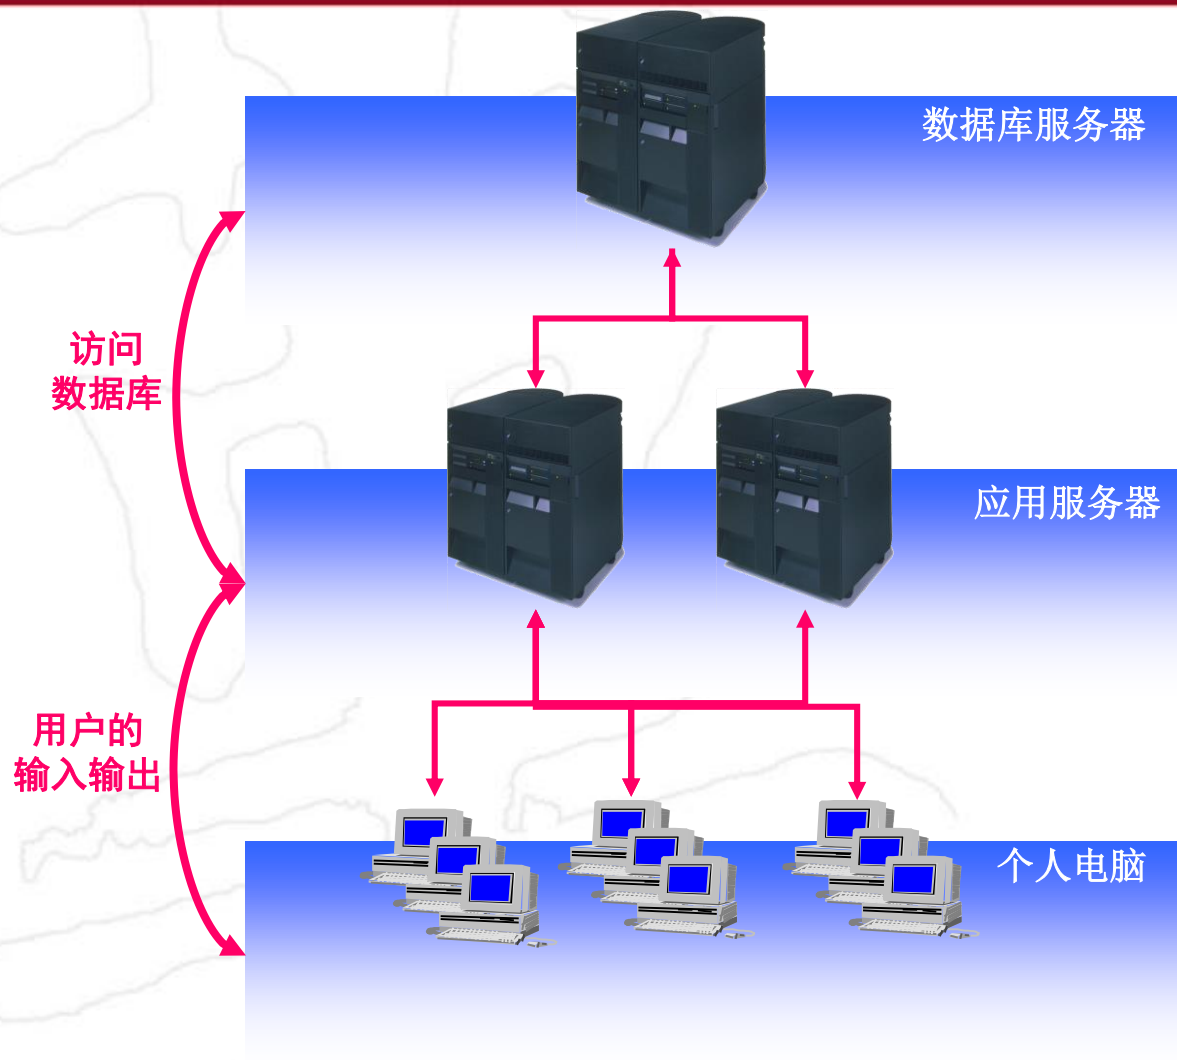 数据库服务器
访问
数据库
应用服务器
用户的
输入输出
个人电脑